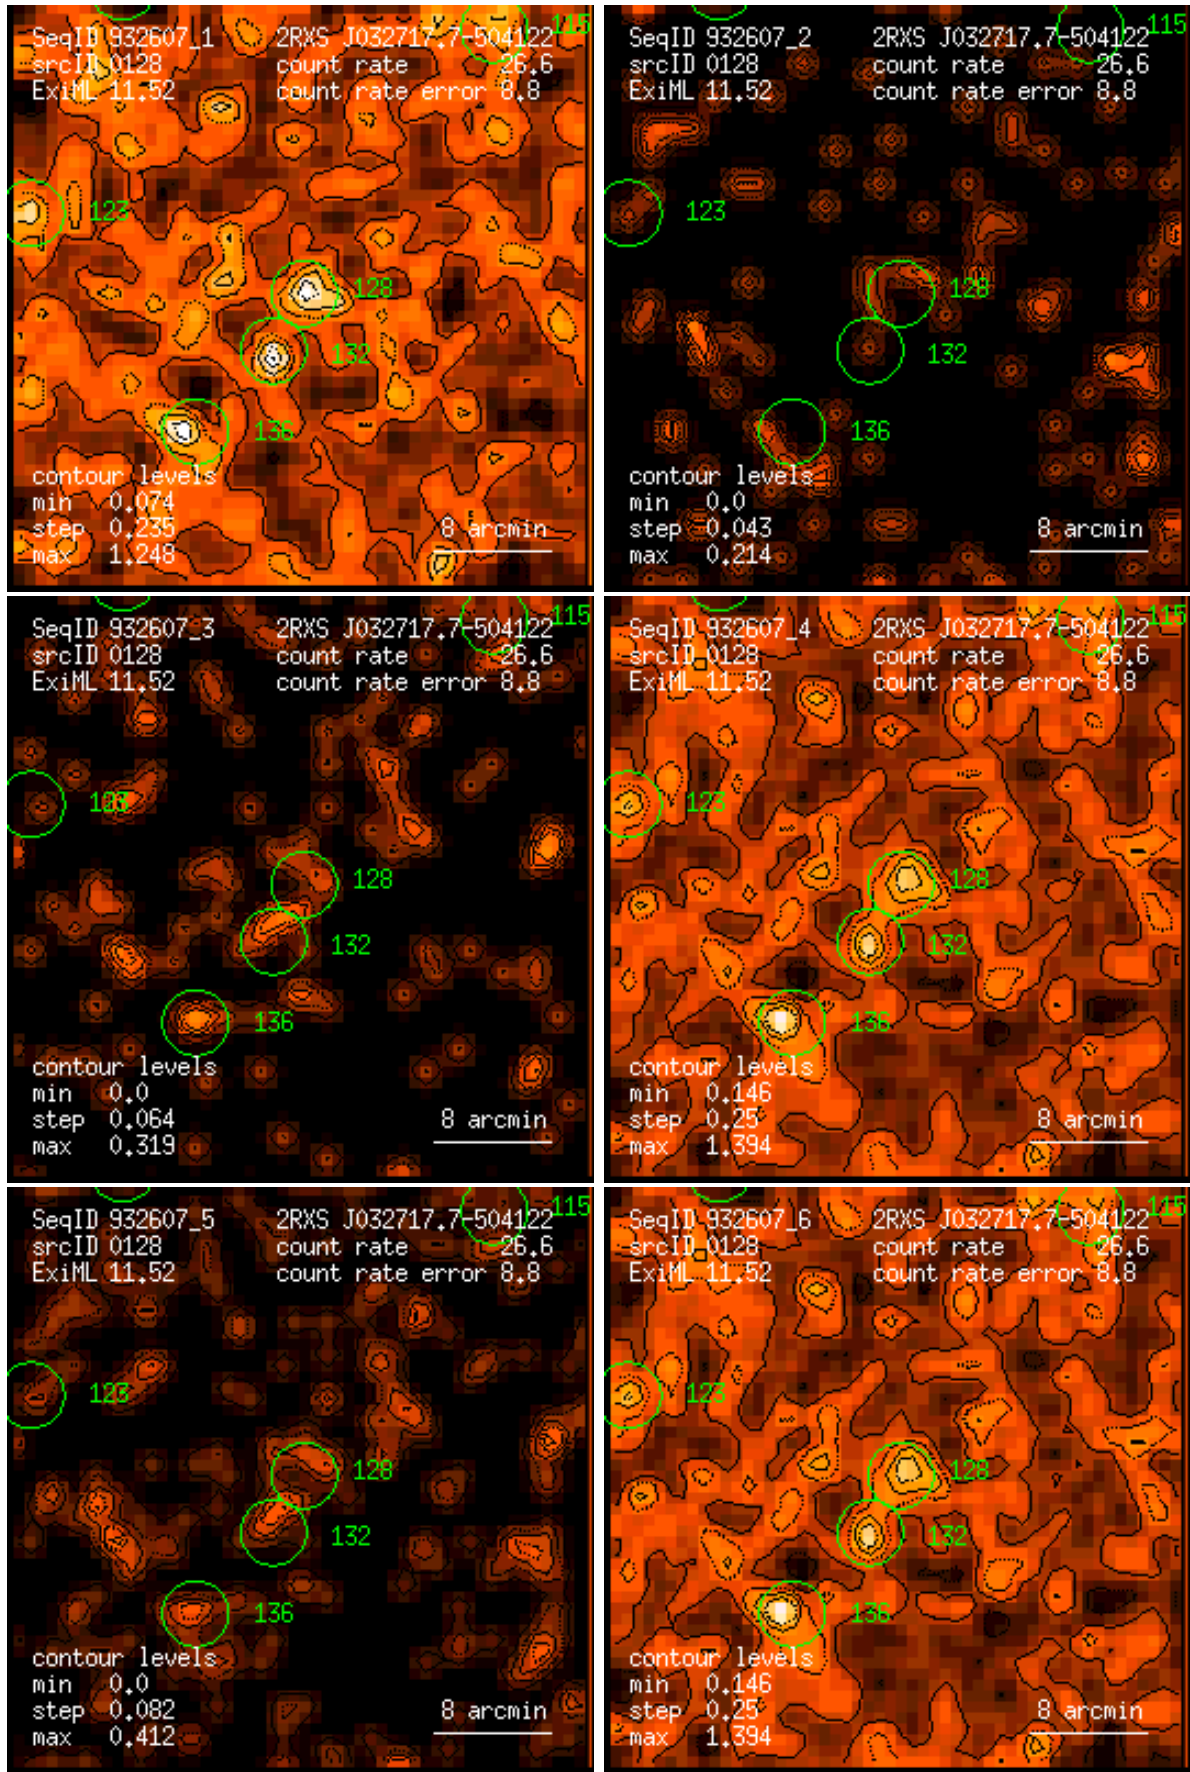 SeqID 932607_1 2RXS J032717.7-504122 115
srcID 0128 count rate 26.6
ExiML 11.52 count rate error 8.8
123
128
132
136
contour levels
min 0.074
step 0.235 8 arcmin
max 1.248
SeqID 932607_2 2RXS J032717.7-504122 115
srcID 0128 count rate 26.6
ExiML 11.52 count rate error 8.8
123
128
132
136
contour levels
min 0.0
step 0.043 8 arcmin
max 0.214
SeqID 932607_3 2RXS J032717.7-504122 115
srcID 0128 count rate 26.6
ExiML 11.52 count rate error 8.8
123
128
132
136
contour levels
min 0.0
step 0.064 8 arcmin
max 0.319
SeqID 932607_4 2RXS J032717.7-504122 115
srcID 0128 count rate 26.6
ExiML 11.52 count rate error 8.8
123
128
132
136
contour levels
min 0.146
step 0.25 8 arcmin
max 1.394
SeqID 932607_5 2RXS J032717.7-504122 115
srcID 0128 count rate 26.6
ExiML 11.52 count rate error 8.8
123
128
132
136
contour levels
min 0.0
step 0.082 8 arcmin
max 0.412
SeqID 932607_6 2RXS J032717.7-504122 115
srcID 0128 count rate 26.6
ExiML 11.52 count rate error 8.8
123
128
132
136
contour levels
min 0.146
step 0.25 8 arcmin
max 1.394